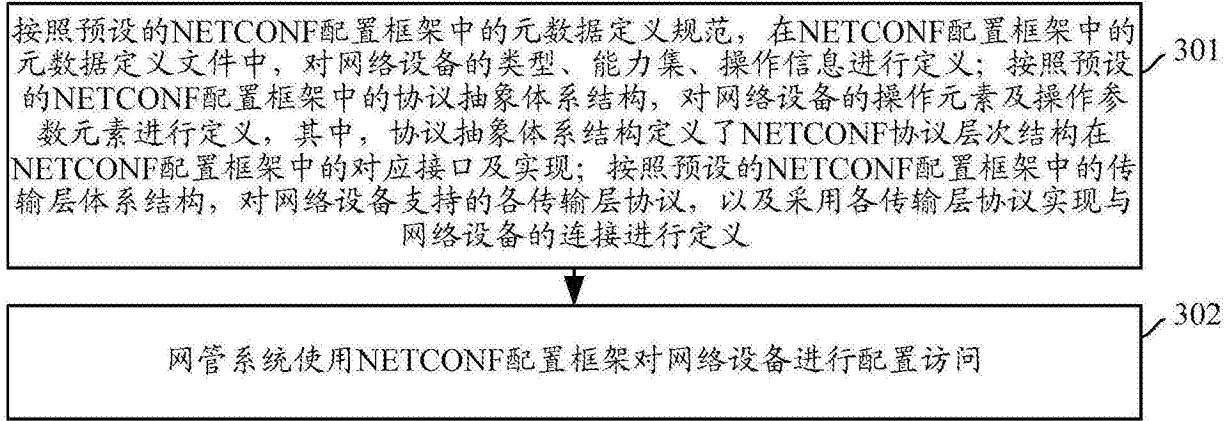 按照预设的NETCONF配置框架中的元数据定义规范，在NETCONF配置框架中的
元数据定义文件中，对网络设备的类型、能力集、操作信息进行定义；按照预设
的NETCONF配置框架中的协议抽象体系结构，对网络设备的操作元素及操作参
数元素进行定义，其中，协议抽象体系结构定义了NETCONF协议层次结构在
NETCONF配置框架中的对应接口及实现；按照预设的NETCONF配置框架中的传
输层体系结构，对网络设备支持的各传输层协议，以及采用各传输层协议实现与
网络设备的连接进行定义
301
302
网管系统使用NETCONF配置框架对网络设备进行配置访问